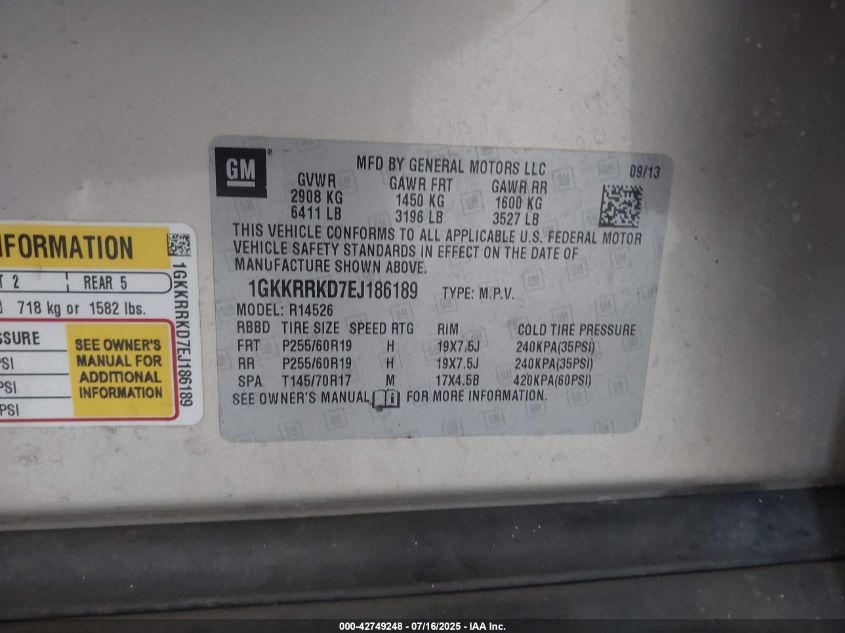 GM
MFD BY GENERAL MOTORS LLC 09/13
GVWR GAWR FRT GAWR RR
2908 KG 1450 KG 1600 KG
6411 LB 3196 LB 3527 LB
THIS VEHICLE CONFORMS TO ALL APPLICABLE U.S. FEDERAL MOTOR
VEHICLE SAFETY STANDARDS IN EFFECT ON THE DATE OF
MANUFACTURE SHOWN ABOVE.
1GKKRRKD7EJ186189 TYPE: M.P.V.
MODEL: R14526
RBBD TIRE SIZE SPEED RTG RIM COLD TIRE PRESSURE
FRT P255/60R19 H 19X7.5J 240KPA(35PSI)
RR P255/60R19 H 19X7.5J 240KPA(35PSI)
SPA T145/70R17 M 17X4.5B 420KPA(60PSI)
SEE OWNER'S MANUAL FOR MORE INFORMATION.
NFORMATION
T 2 REAR 5
718 kg or 1582 lbs.
SSURE
PSI
PSI
PSI
SEE OWNER'S
MANUAL FOR
ADDITIONAL
INFORMATION
1GKKRRKD7EJ186189
000-42749248 - 07/16/2025 - IAA Inc.